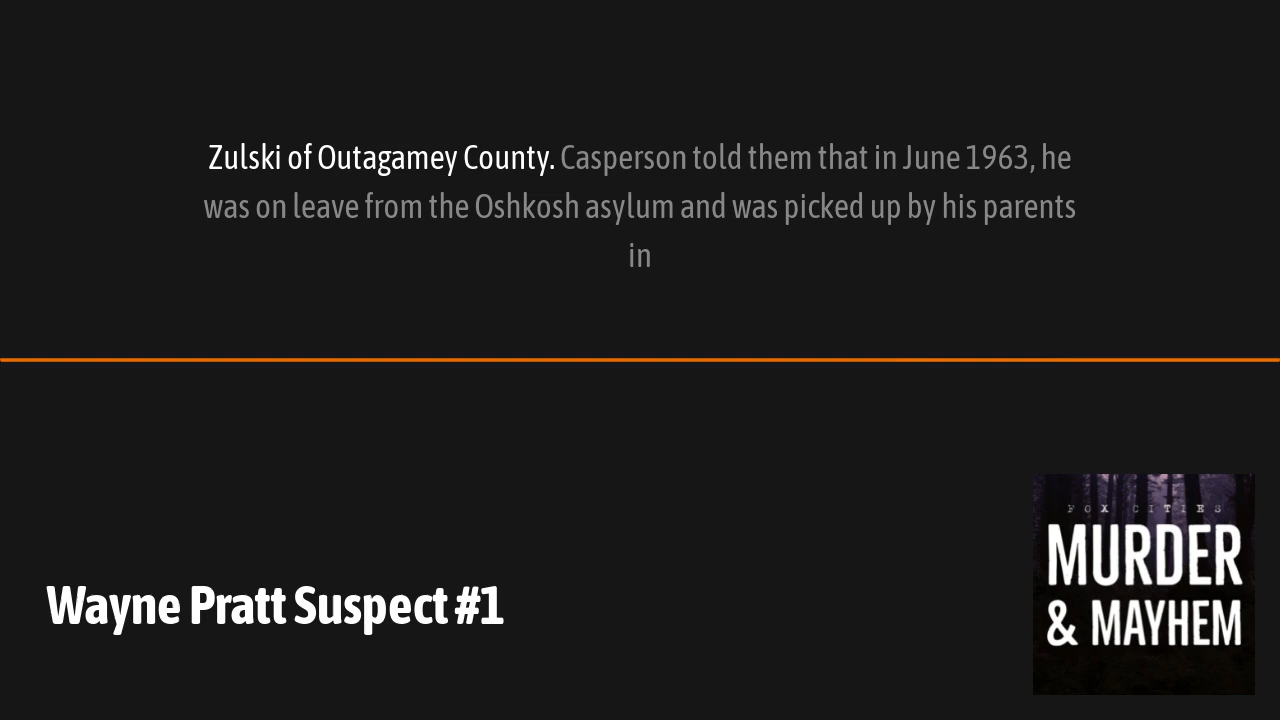 Zulski of Outagamey County. Casperson told them that in June 1963, he
was on leave from the Oshkosh asylum and was picked up by his parents
in
Wayne Pratt Suspect #1
FOX CITIES
MURDER
& MAYHEM